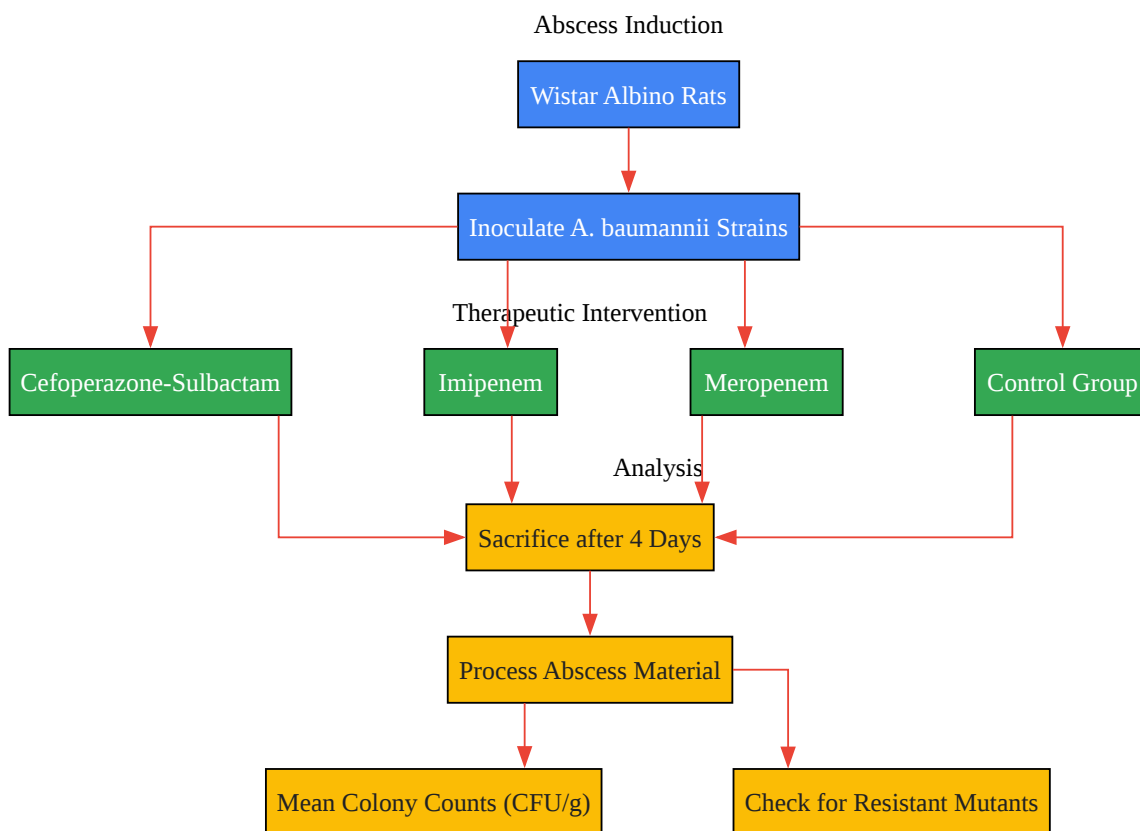 Abscess Induction
Wistar Albino Rats
Inoculate A. baumannii Strains
Therapeutic Intervention
Cefoperazone-Sulbactam
Imipenem
Meropenem
Control Group
Analysis
Sacrifice after 4 Days
Process Abscess Material
Mean Colony Counts (CFU/g)
Check for Resistant Mutants